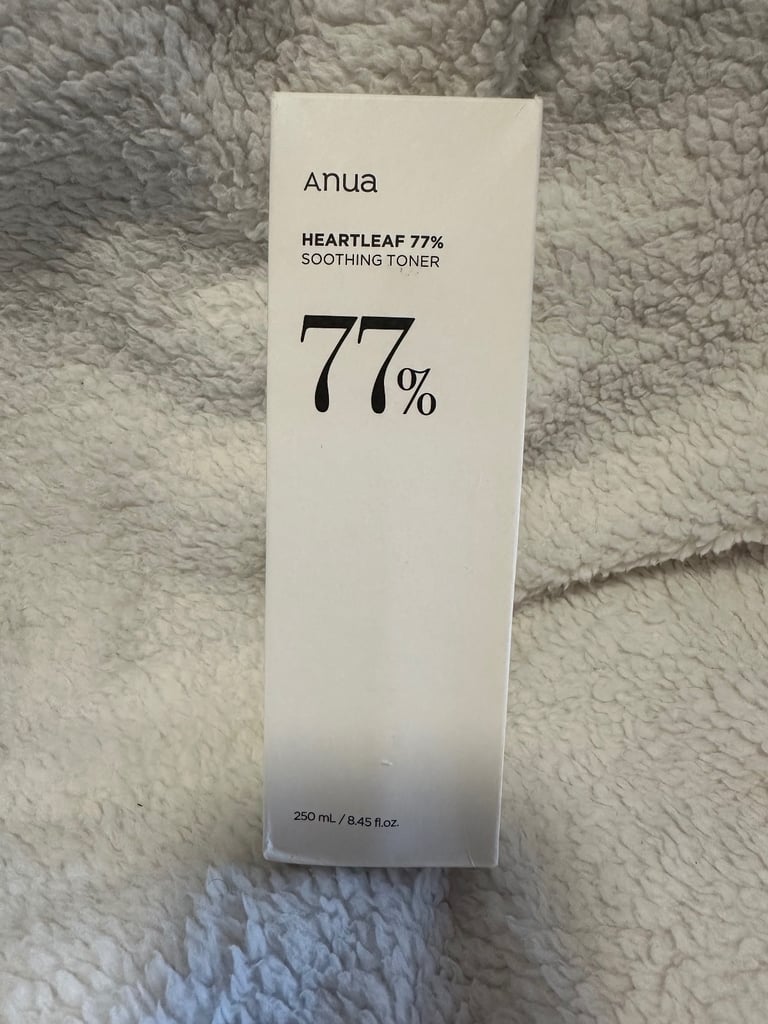 Anua
HEARTLEAF 77%
SOOTHING TONER
77%
250 mL / 8.45 fl.oz.